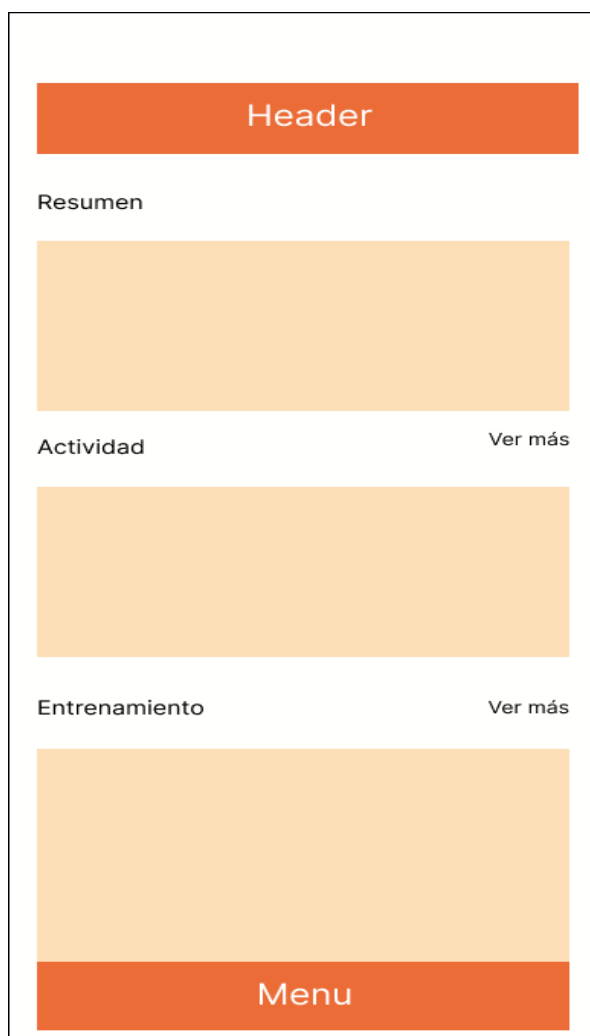 Header
Resumen
Actividad
Ver más
Entrenamiento
Ver más
Menu